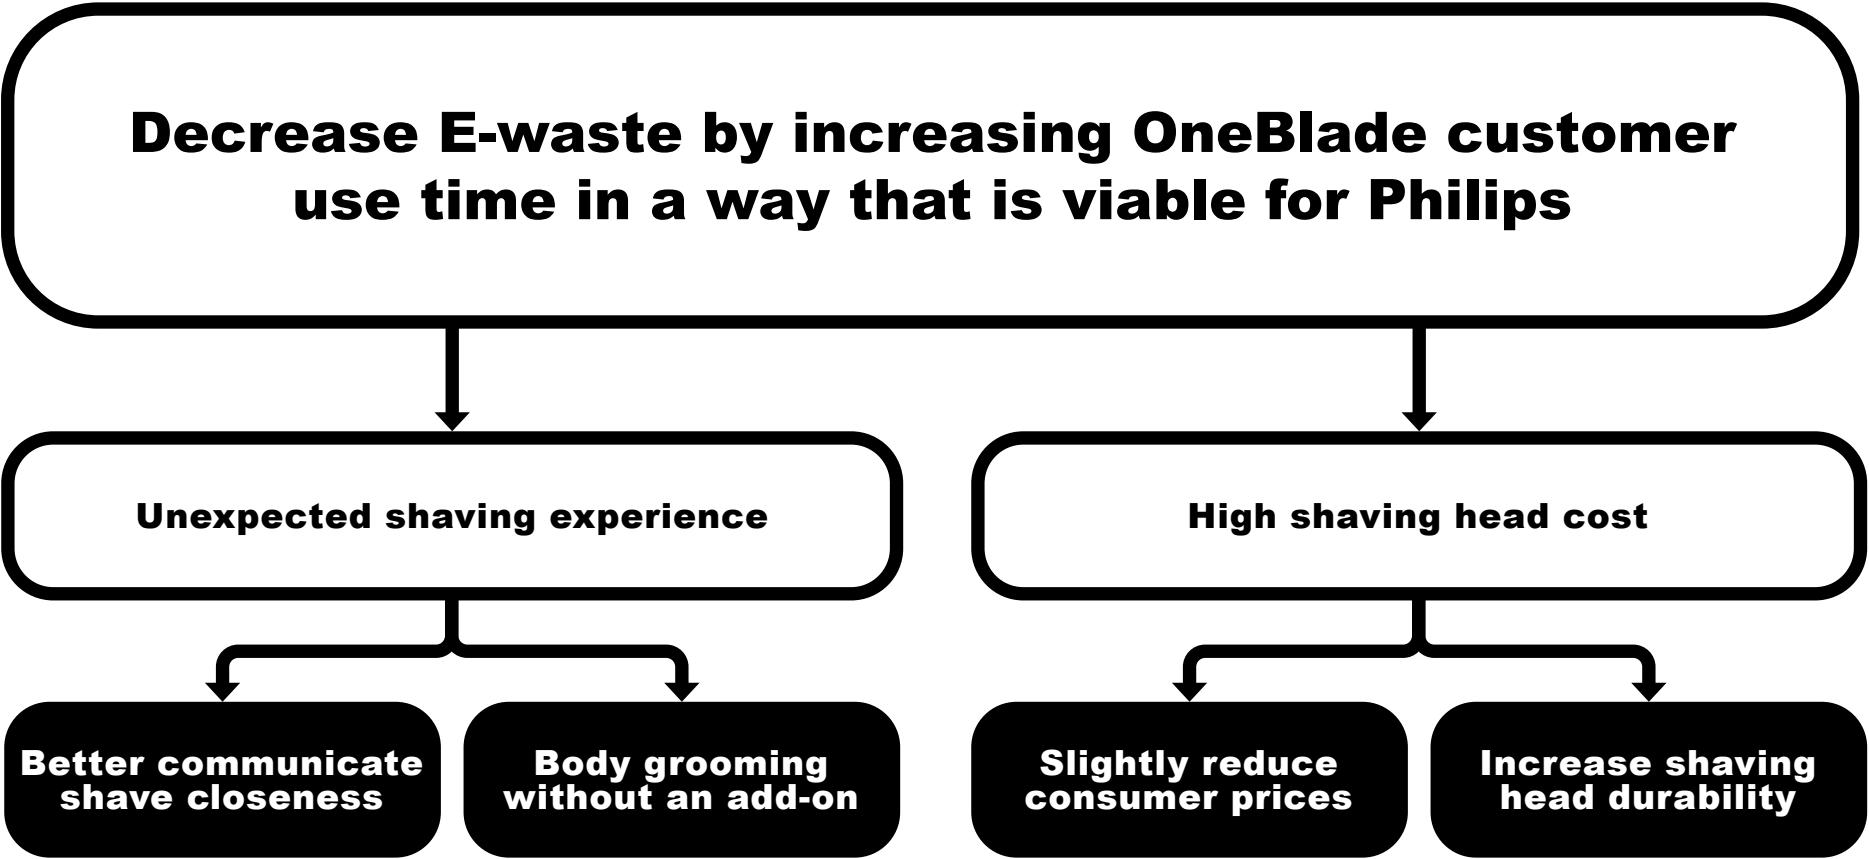 Decrease E-waste by increasing OneBlade customer
use time in a way that is viable for Philips
Unexpected shaving experience
High shaving head cost
Better communicate
shave closeness
Body grooming
without an add-on
Slightly reduce
consumer prices
Increase shaving
head durability